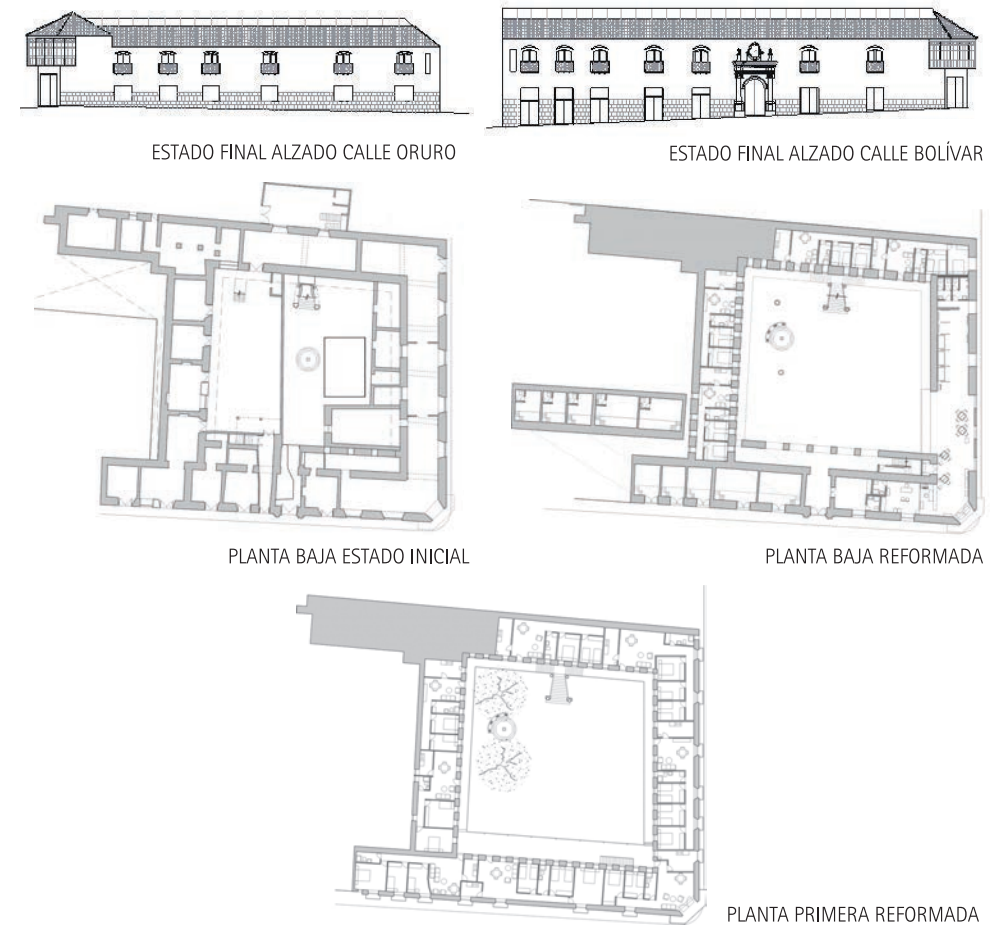 ESTADO FINAL ALZADO CALLE ORURO
ESTADO FINAL ALZADO CALLE BOLÍVAR
PLANTA BAJA ESTADO INICIAL
PLANTA BAJA REFORMADA
PLANTA PRIMERA REFORMADA